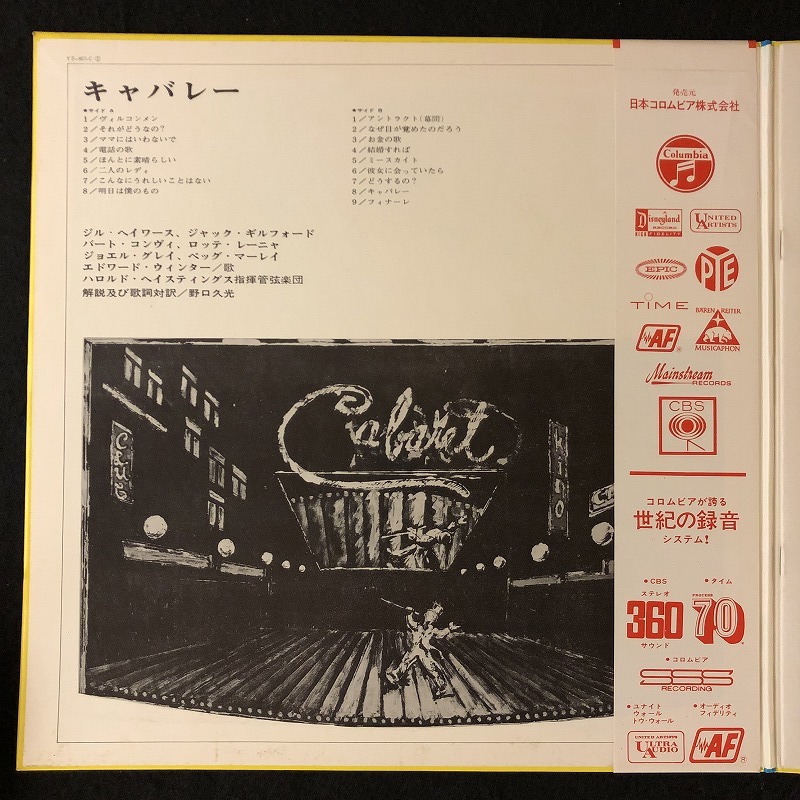 キャバレー
★サイド A
1／ヴィルコンメン
2／それがどうなの?
3／ママにはいわないで
4／電話の歌
5／ほんとに素晴らしい
6／二人のレディ
7／こんなにうれしいことはない
8／明日は僕のもの
★サイド B
1／アントラクト(幕間)
2／なぜ目が覚めたのだろう
3／お金の歌
4／結婚すれば
5／ミースカイト
6／彼女に会っていたら
7／どうするの?
8／キャバレー
9／フィナーレ
ジル・ヘイワース、ジャック・ギルフォード
バート・コンヴィ、ロッテ・レーニャ
ジョエル・グレイ、ペッグ・マーレイ
エドワード・ウィンター／歌
ハロルド・ヘイスティングス指揮管弦楽団
解説及び歌詞対訳／野口久光
Cabaret
CLUB
KINO
発売元
日本コロムビア株式会社
Columbia
Disneyland
RECORD
HIGH FIDELITY
UNITED
ARTISTS
EPIC
PYE
TIME
BÄRENREITER
MUSICAPHON
AF
Mainstream
RECORDS
CBS
コロムビアが誇る
世紀の録音
システム!
●CBS
ステレオ
360
サウンド
●タイム
PROCESS
70
●コロムビア
SSS
RECORDING
●ユナイト
ウォール
トゥ・ウォール
UNITED ARTISTS
ULTRA
AUDIO
●オーディオ
フィデリティ
AF